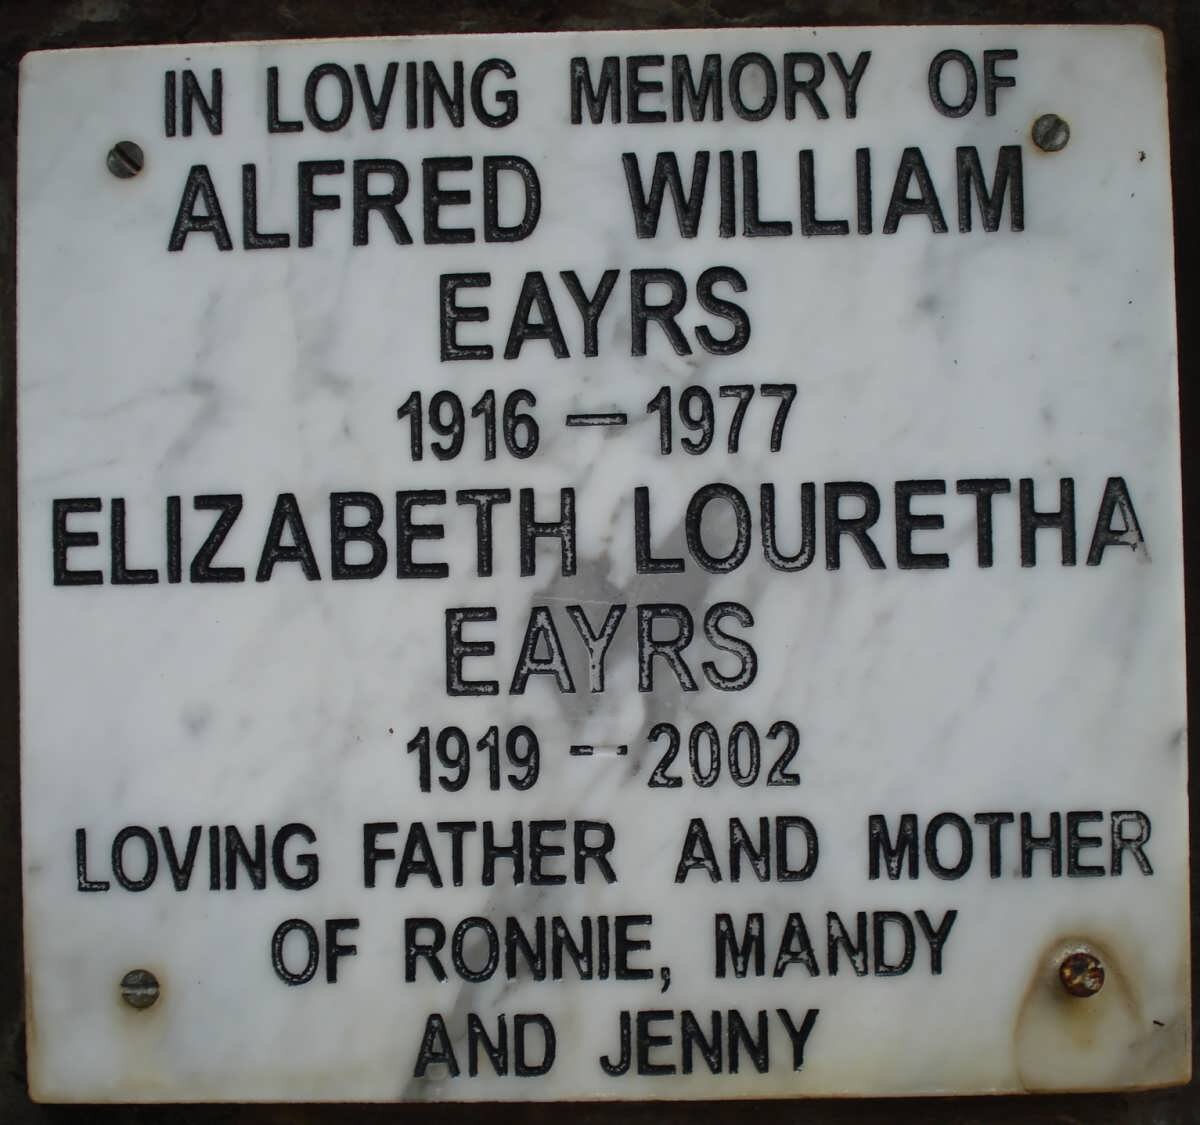 IN LOVING MEMORY OF
ALFRED WILLIAM
EAYRS
1916 – 1977
ELIZABETH LOURETHA
EAYRS
1919 – 2002
LOVING FATHER AND MOTHER
OF RONNIE, MANDY
AND JENNY